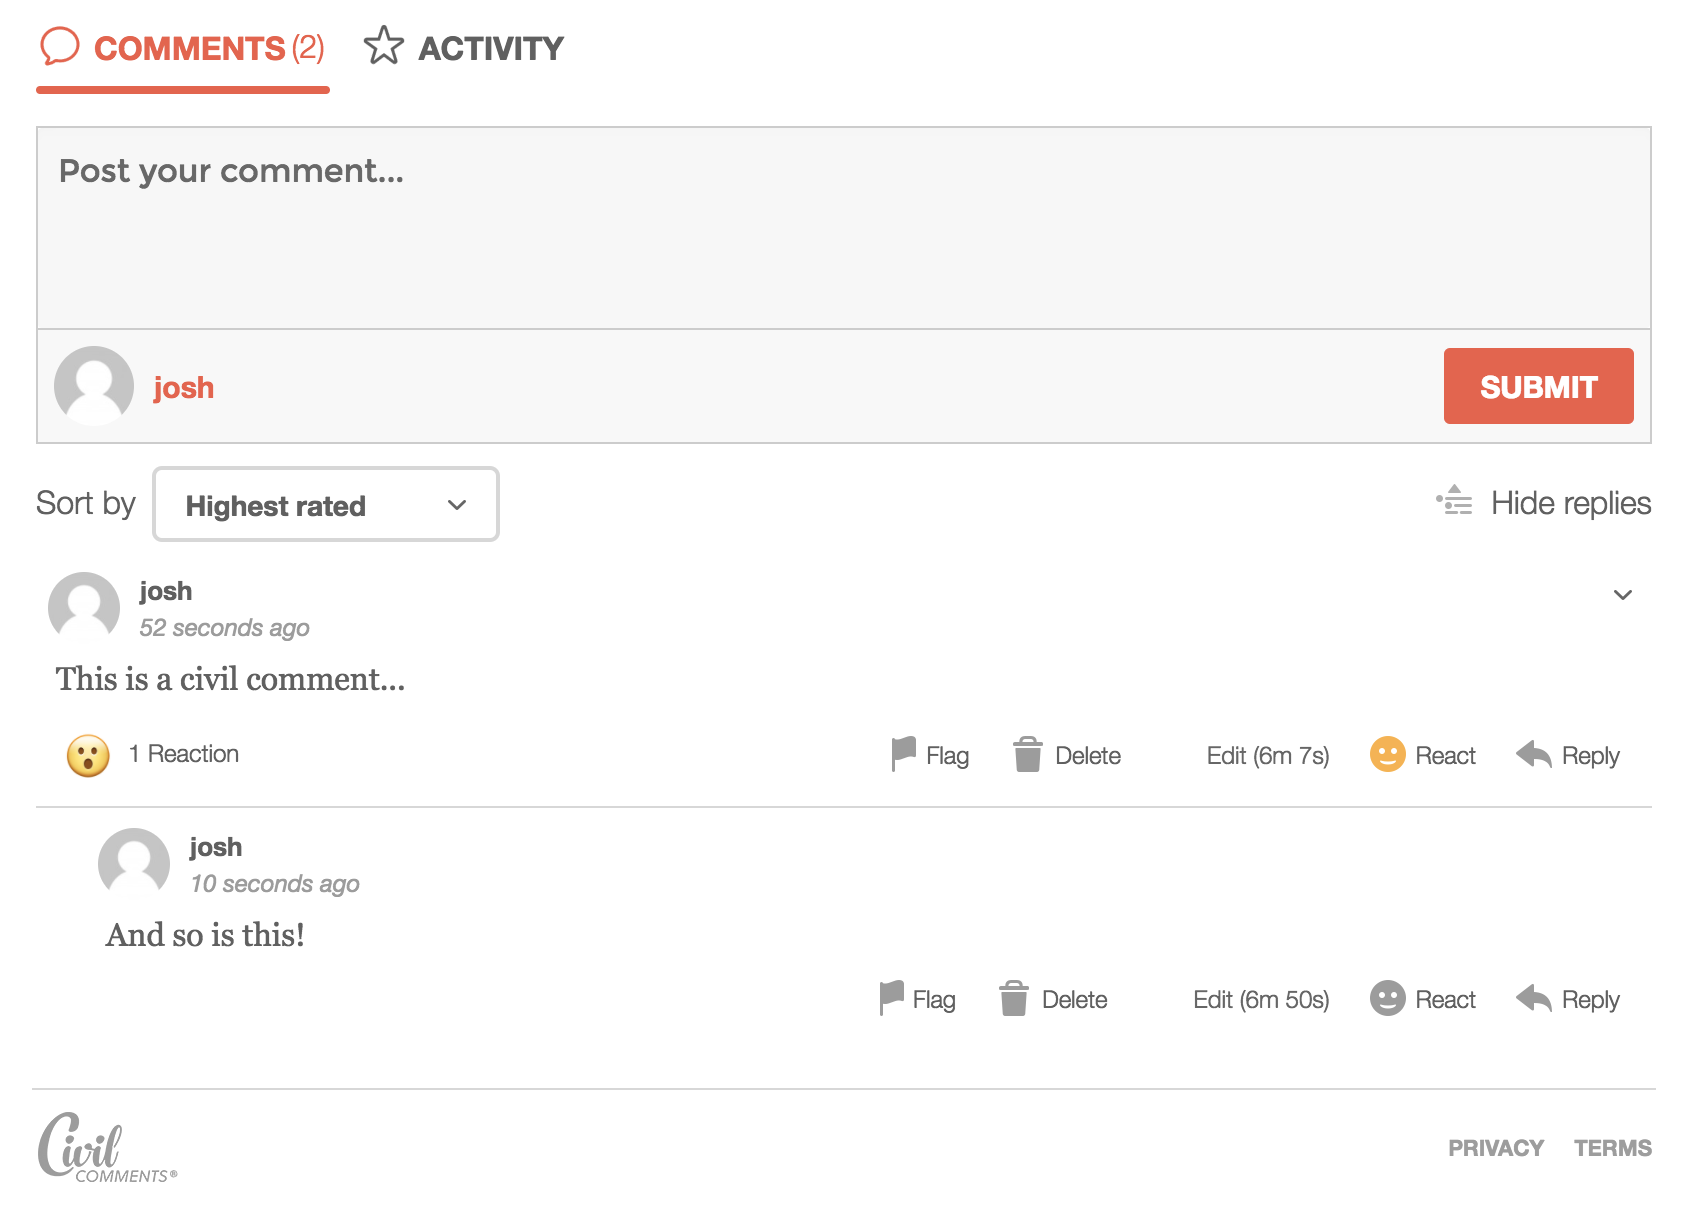 COMMENTS (2) ACTIVITY
Post your comment...
josh SUBMIT
Sort by Highest rated Hide replies
josh
52 seconds ago
This is a civil comment...
1 Reaction Flag Delete Edit (6m 7s) React Reply
josh
10 seconds ago
And so is this!
Flag Delete Edit (6m 50s) React Reply
Civil
COMMENTS®
PRIVACY TERMS